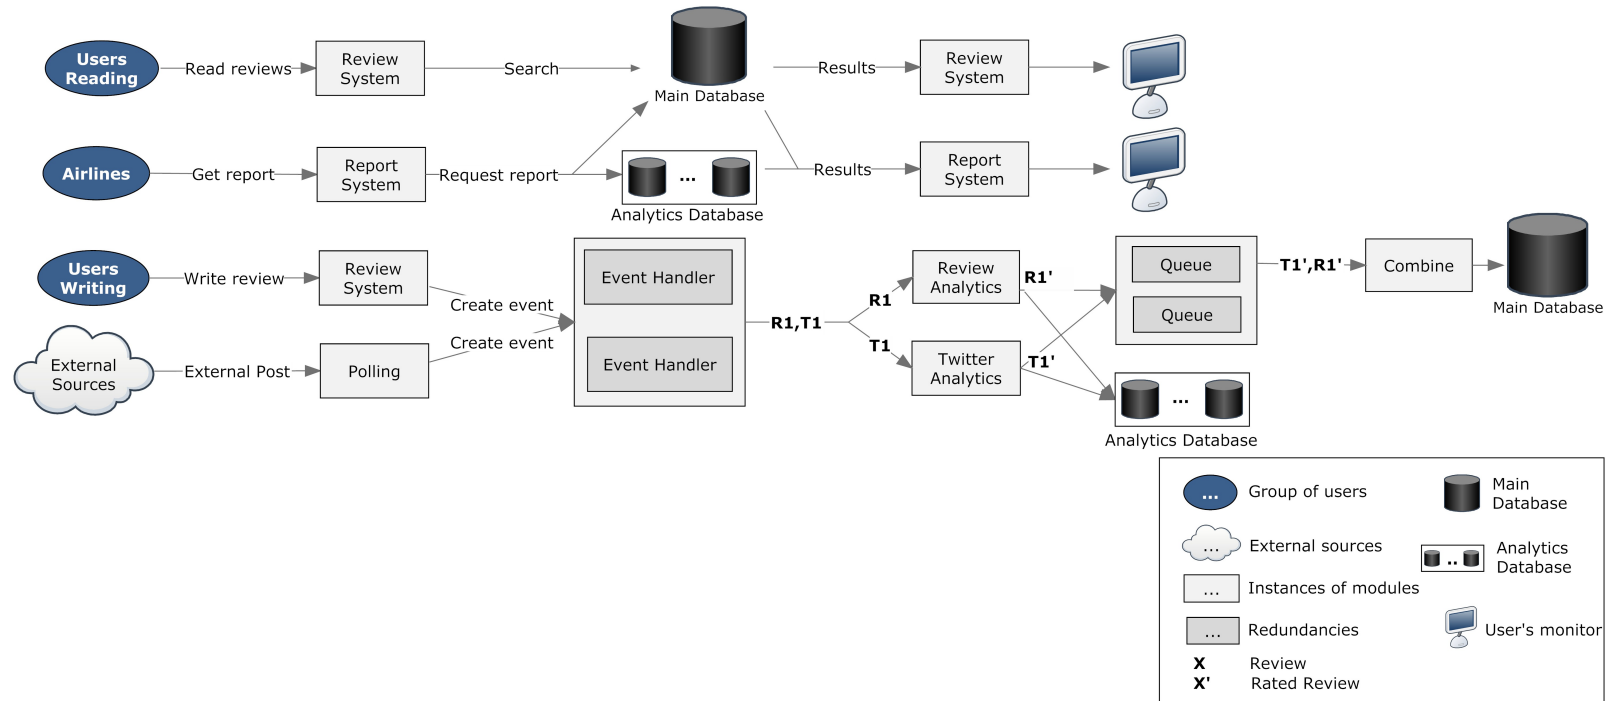 Users
Reading
Read reviews
Review
System
Search
Main Database
Results
Review
System
Airlines
Get report
Report
System
Request report
...
Analytics Database
Results
Report
System
Users
Writing
Write review
Review
System
Create event
External
Sources
External Post
Polling
Create event
Event Handler
Event Handler
R1,T1
R1
T1
Review
Analytics
R1'
Twitter
Analytics
T1'
Queue
Queue
...
Analytics Database
T1',R1'
Combine
Main Database
...
Group of users
Main
Database
...
External sources
..
Analytics
Database
...
Instances of modules
...
Redundancies
User's monitor
X
Review
X'
Rated Review